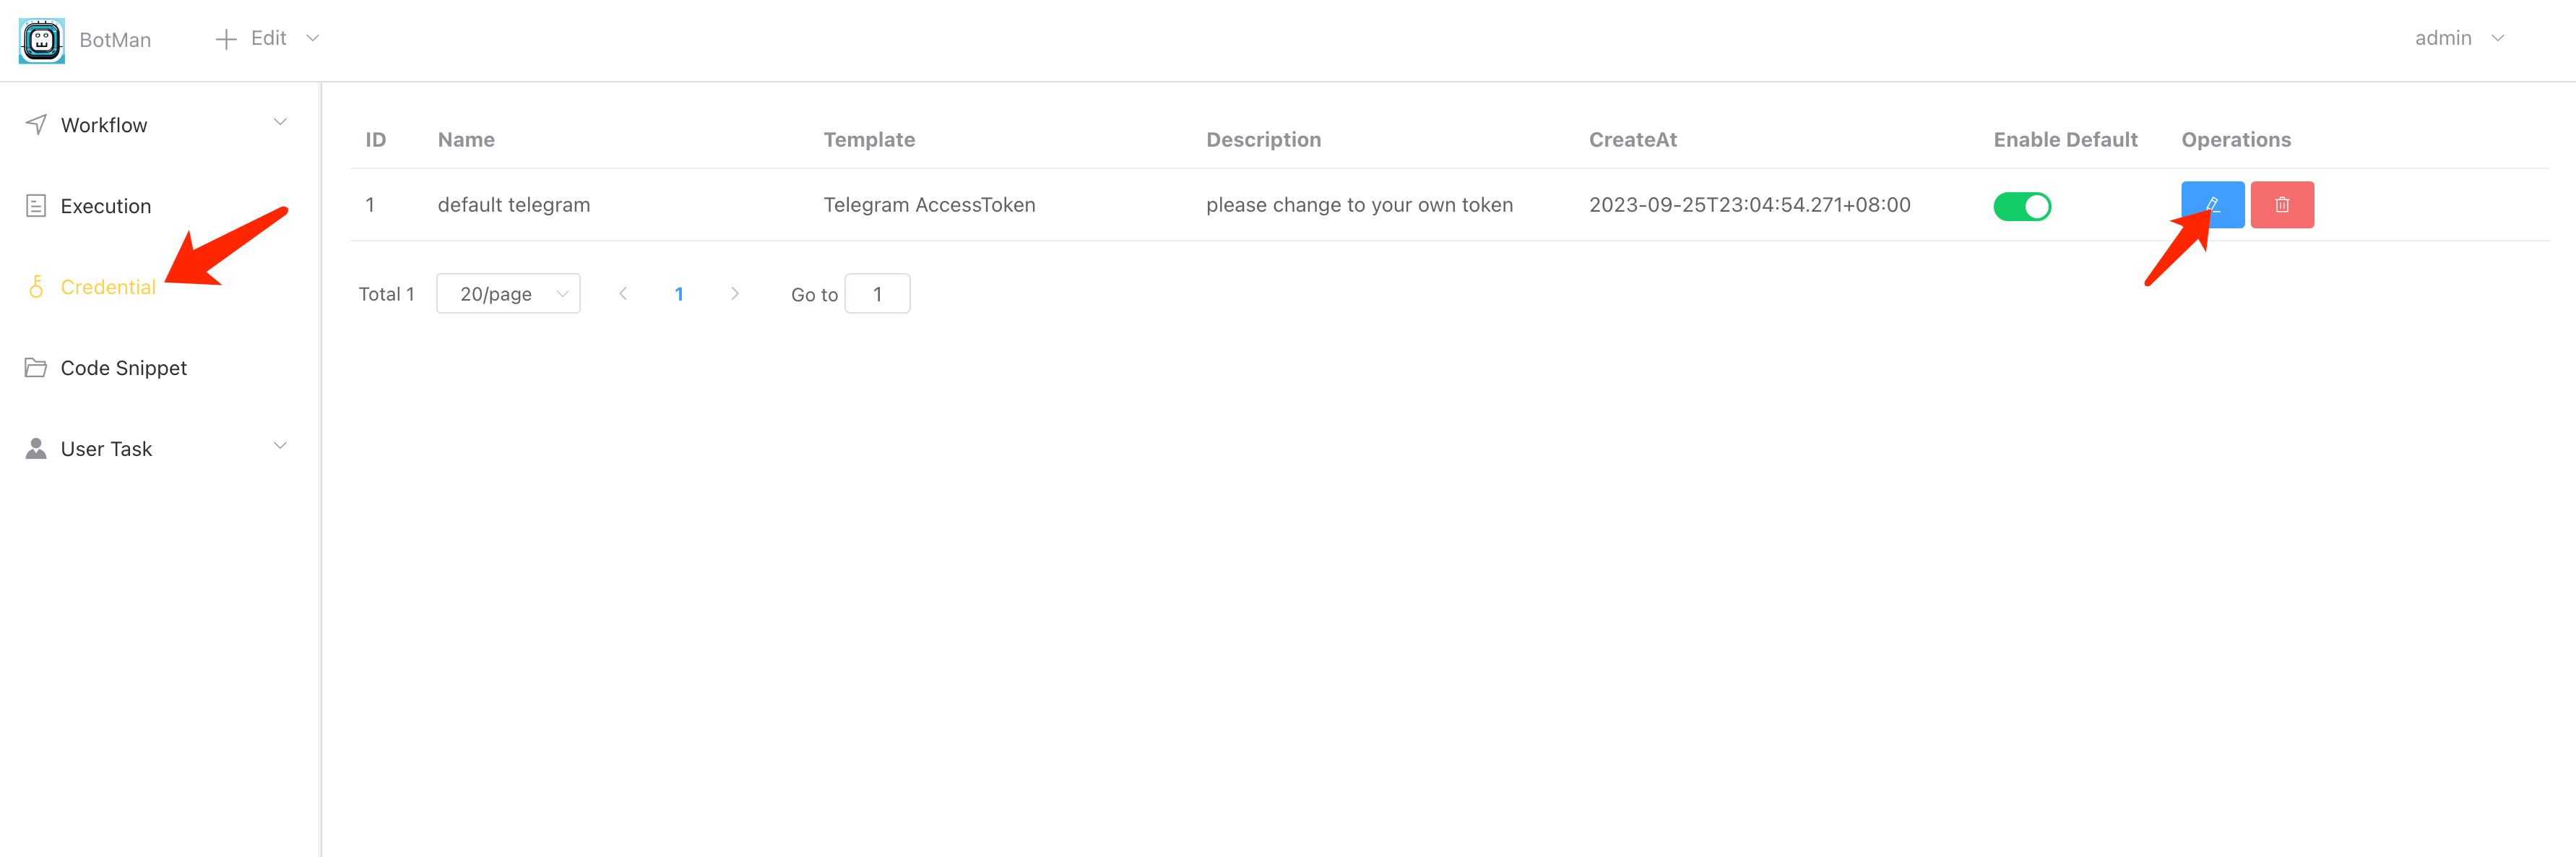 BotMan
Edit
admin
Workflow
Execution
Credential
Code Snippet
User Task
ID Name Template Description CreateAt Enable Default Operations
1 default telegram Telegram AccessToken please change to your own token 2023-09-25T23:04:54.271+08:00
Total 1 20/page 1 Go to 1